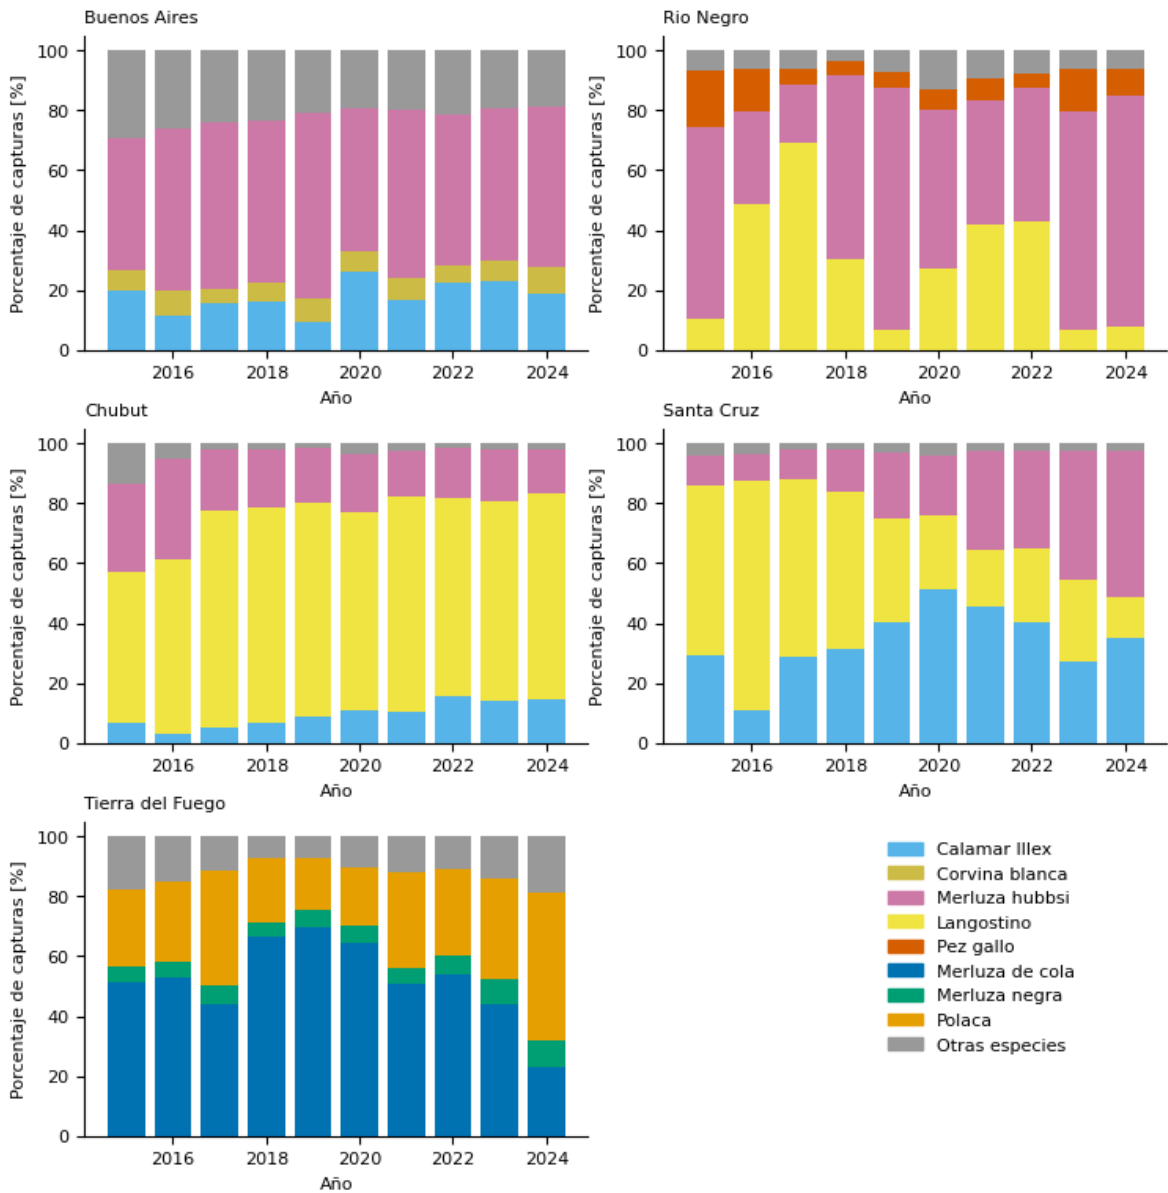 Buenos Aires
Porcentaje de capturas [%]
100
80
60
40
20
0
2016 2018 2020 2022 2024
Año
Rio Negro
Porcentaje de capturas [%]
100
80
60
40
20
0
2016 2018 2020 2022 2024
Año
Chubut
Porcentaje de capturas [%]
100
80
60
40
20
0
2016 2018 2020 2022 2024
Año
Santa Cruz
Porcentaje de capturas [%]
100
80
60
40
20
0
2016 2018 2020 2022 2024
Año
Tierra del Fuego
Porcentaje de capturas [%]
100
80
60
40
20
0
2016 2018 2020 2022 2024
Año
Calamar Illex
Corvina blanca
Merluza hubbsi
Langostino
Pez gallo
Merluza de cola
Merluza negra
Polaca
Otras especies